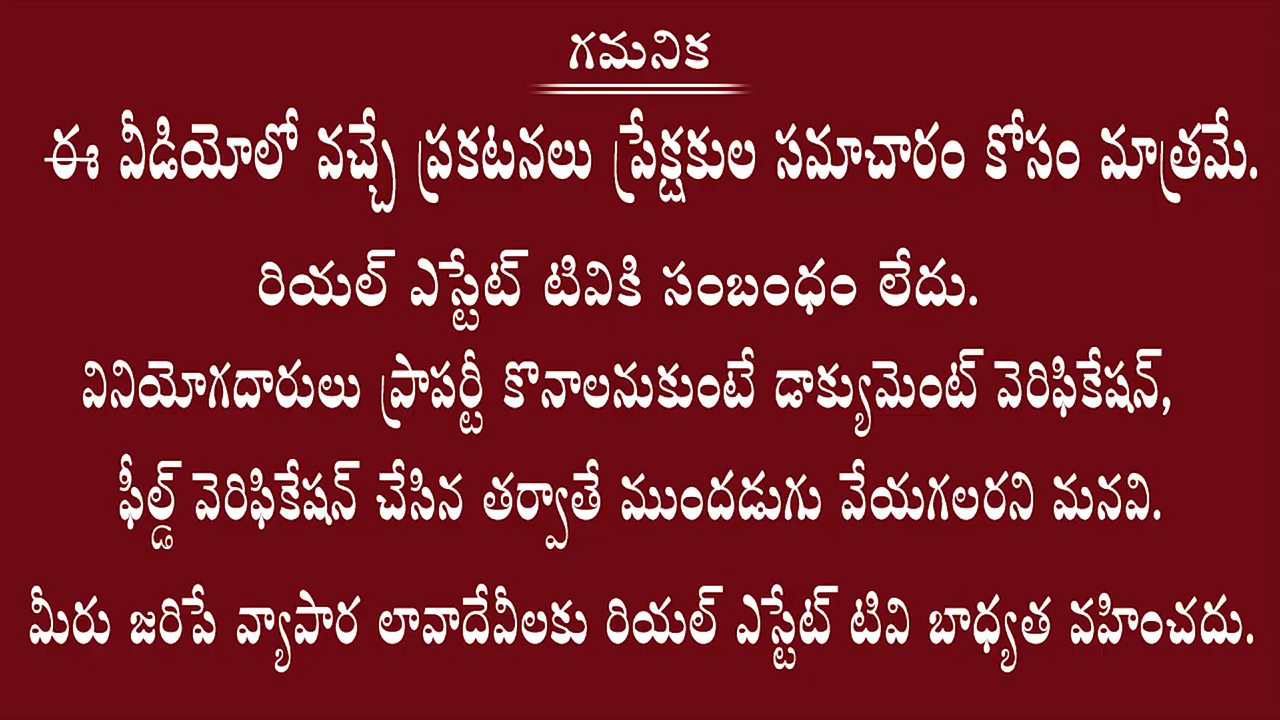 గమనిక
ఈ వీడియోలో వచ్చే ప్రకటనలు ప్రేక్షకుల సమాచారం కోసం మాత్రమే.
రియల్ ఎస్టేట్ టివికి సంబంధం లేదు.
వినియోగదారులు ప్రాపర్టీ కొనాలనుకుంటే డాక్యుమెంట్ వెరిఫికేషన్,
ఫీల్డ్ వెరిఫికేషన్ చేసిన తర్వాతే ముందడుగు వేయగలరని మనవి.
మీరు జరిపే వ్యాపార లావాదేవీలకు రియల్ ఎస్టేట్ టివి బాధ్యత వహించదు.